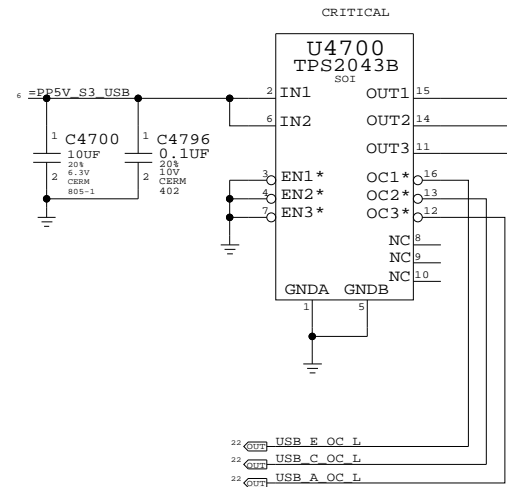 CRITICAL
U4700
TPS2043B
SOI
6 =PP5V_S3_USB
2 IN1 OUT1 15
6 IN2 OUT2 14
OUT3 11
1 C4700 1 C4796
10UF 0.1UF
20% 20%
6.3V 10V
2 CERM 2 CERM
805-1 402
3 EN1* OC1* 16
4 EN2* OC2* 13
7 EN3* OC3* 12
NC 8
NC 9
NC 10
GNDA GNDB
1 5
22 OUT USB_E_OC_L
22 OUT USB_C_OC_L
22 OUT USB_A_OC_L